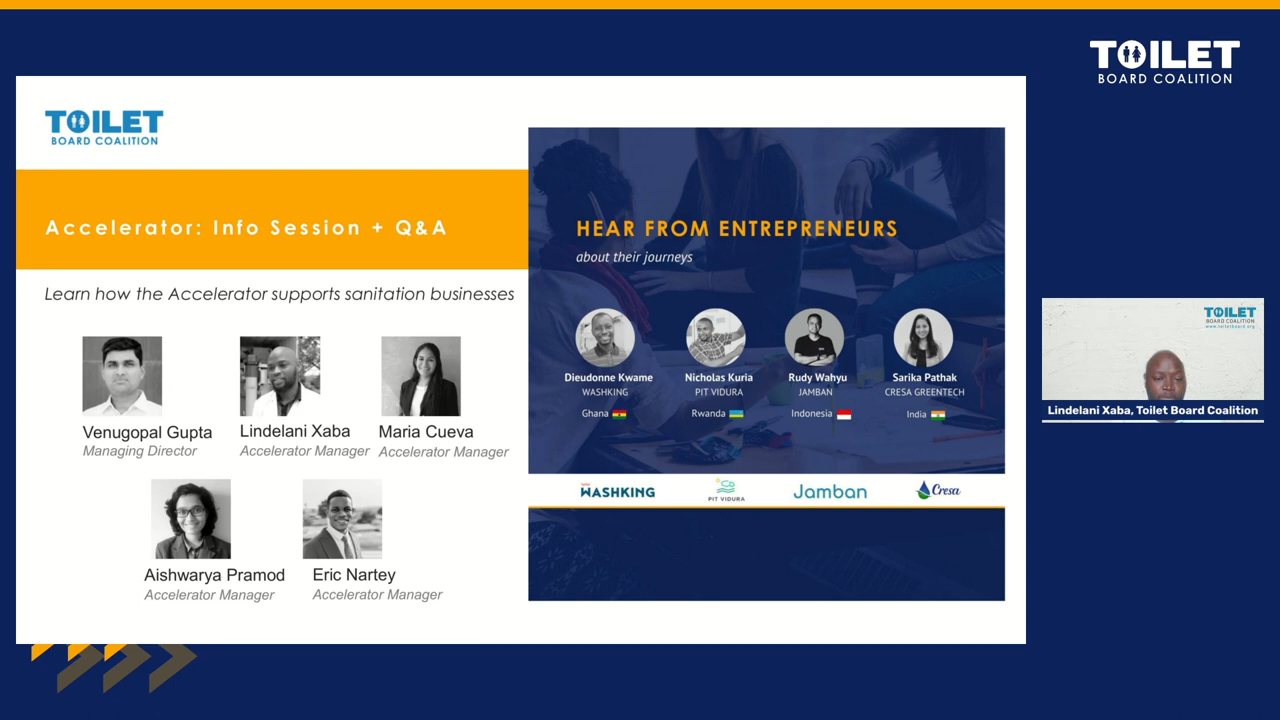 TOILET
BOARD COALITION
TOILET
BOARD COALITION
Accelerator: Info Session + Q&A
Learn how the Accelerator supports sanitation businesses
Venugopal Gupta
Managing Director
Lindelani Xaba
Accelerator Manager
Maria Cueva
Accelerator Manager
Aishwarya Pramod
Accelerator Manager
Eric Nartey
Accelerator Manager
HEAR FROM ENTREPRENEURS
about their journeys
Dieudonne Kwame
WASHKING
Ghana
Nicholas Kuria
PIT VIDURA
Rwanda
Rudy Wahyu
JAMBAN
Indonesia
Sarika Pathak
CRESA GREENTECH
India
WASHKING
PIT VIDURA
Jamban
Cresa
TOILET
BOARD COALITION
www.toiletboard.org
Lindelani Xaba, Toilet Board Coalition